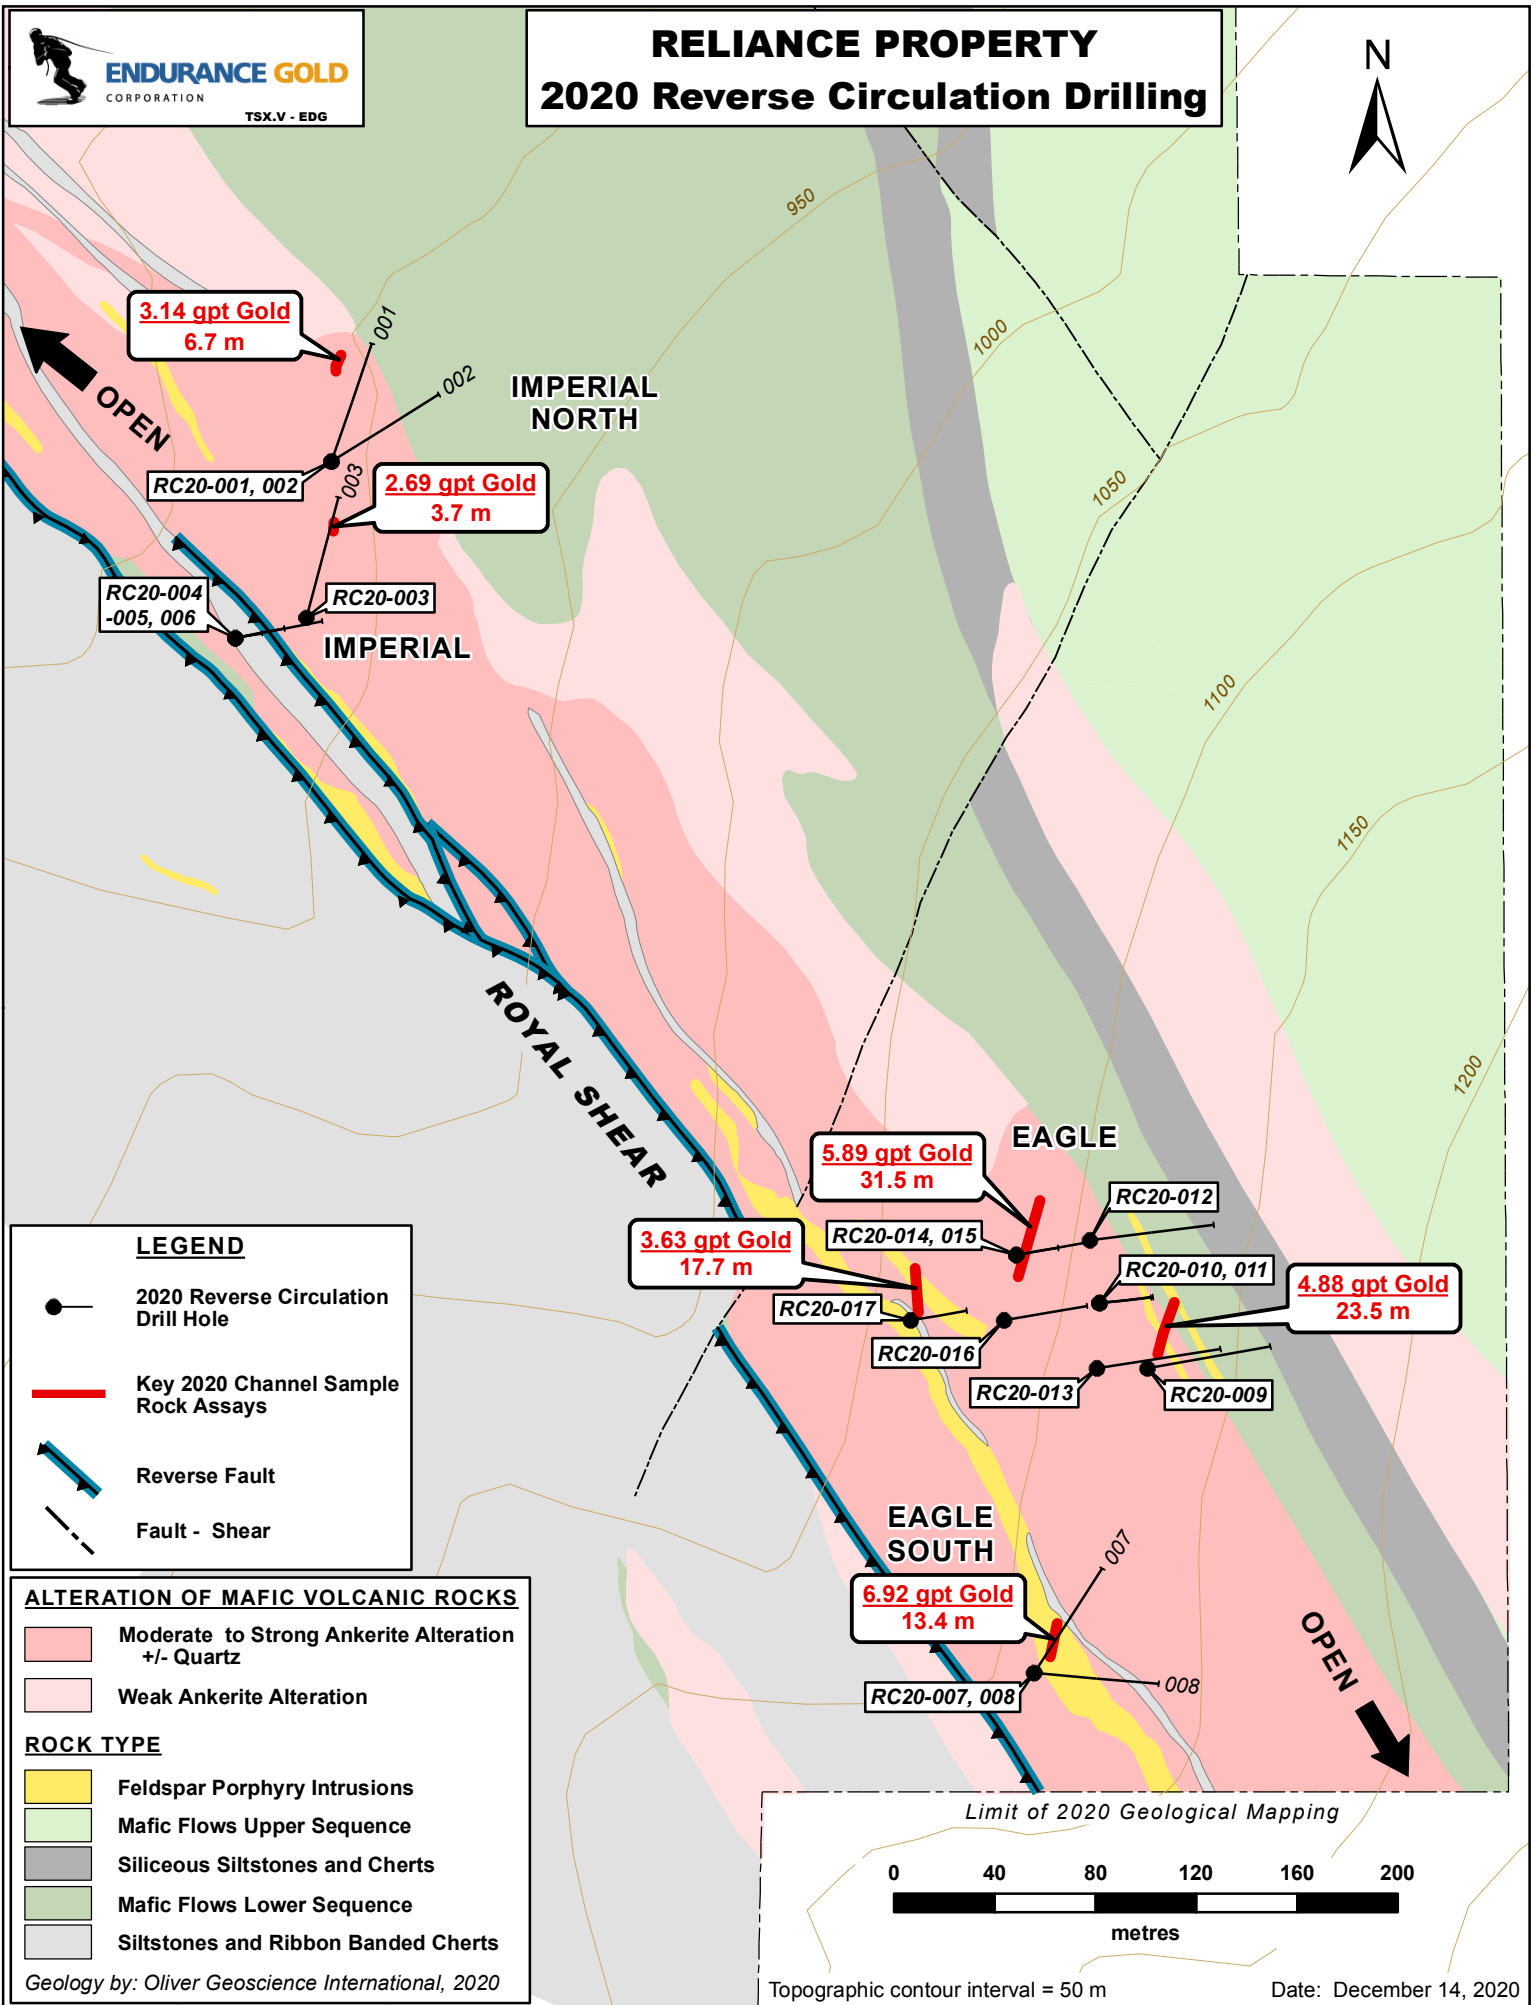 ENDURANCE GOLD
CORPORATION
TSX.V - EDG
RELIANCE PROPERTY
2020 Reverse Circulation Drilling
N
950
1000
1050
1100
1150
1200
3.14 gpt Gold
6.7 m
001
002
IMPERIAL
NORTH
OPEN
RC20-001, 002
003
2.69 gpt Gold
3.7 m
RC20-004
-005, 006
RC20-003
IMPERIAL
ROYAL SHEAR
EAGLE
5.89 gpt Gold
31.5 m
RC20-012
RC20-014, 015
3.63 gpt Gold
17.7 m
RC20-010, 011
4.88 gpt Gold
23.5 m
RC20-017
RC20-016
RC20-013
RC20-009
EAGLE
SOUTH
007
6.92 gpt Gold
13.4 m
008
RC20-007, 008
OPEN
LEGEND
2020 Reverse Circulation
Drill Hole
Key 2020 Channel Sample
Rock Assays
Reverse Fault
Fault - Shear
ALTERATION OF MAFIC VOLCANIC ROCKS
Moderate to Strong Ankerite Alteration
+/- Quartz
Weak Ankerite Alteration
ROCK TYPE
Feldspar Porphyry Intrusions
Mafic Flows Upper Sequence
Siliceous Siltstones and Cherts
Mafic Flows Lower Sequence
Siltstones and Ribbon Banded Cherts
Geology by: Oliver Geoscience International, 2020
Limit of 2020 Geological Mapping
0 40 80 120 160 200
metres
Topographic contour interval = 50 m
Date: December 14, 2020